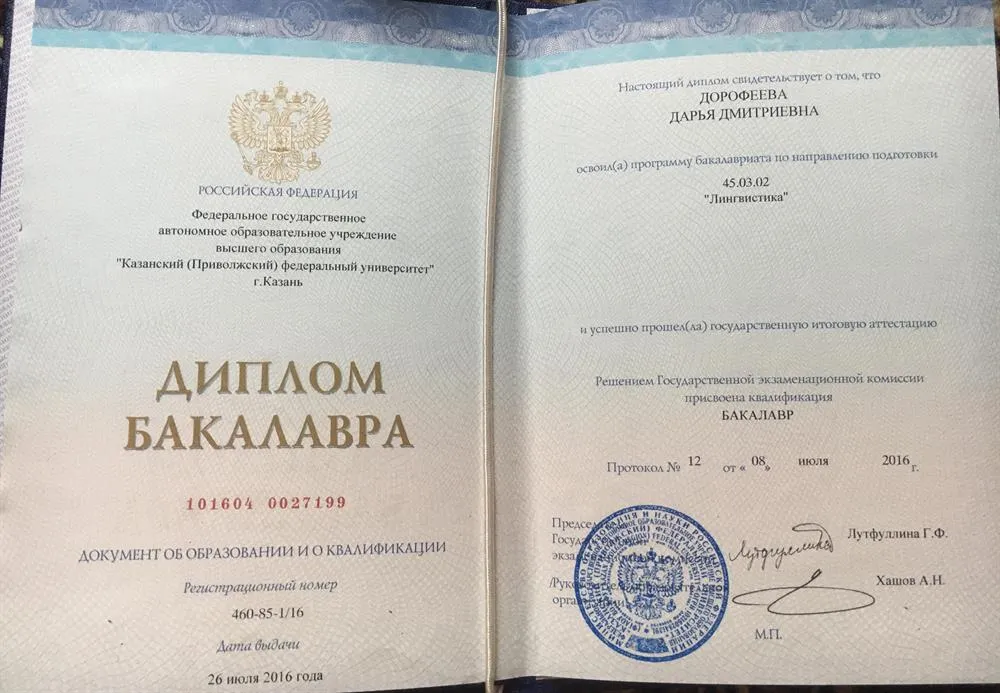 РОССИЙСКАЯ ФЕДЕРАЦИЯ
Федеральное государственное
автономное образовательное учреждение
высшего образования
"Казанский (Приволжский) федеральный университет"
г.Казань
ДИПЛОМ
БАКАЛАВРА
101604 0027199
ДОКУМЕНТ ОБ ОБРАЗОВАНИИ И О КВАЛИФИКАЦИИ
Регистрационный номер
460-85-1/16
Дата выдачи
26 июля 2016 года
Настоящий диплом свидетельствует о том, что
ДОРОФЕЕВА
ДАРЬЯ ДМИТРИЕВНА
освоил(а) программу бакалавриата по направлению подготовки
45.03.02
"Лингвистика"
и успешно прошел(ла) государственную итоговую аттестацию
Решением Государственной экзаменационной комиссии
присвоена квалификация
БАКАЛАВР
Протокол № 12 от « 08 » июля 2016 г.
Лутфуллина Г.Ф.
Хашов А.Н.
М.П.